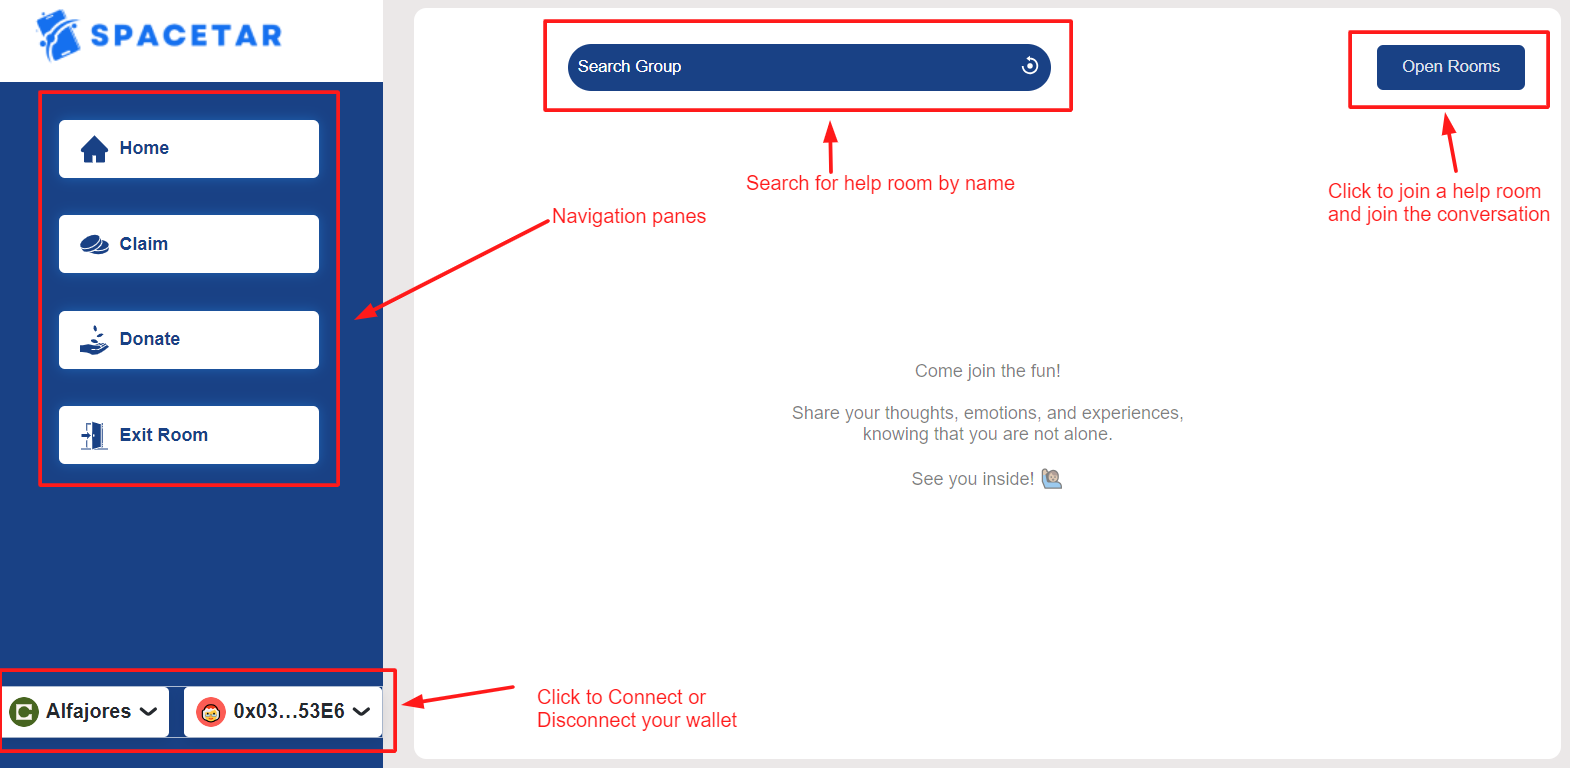 SPACETAR
Search Group
Open Rooms
Home
Claim
Donate
Exit Room
Search for help room by name
Click to join a help room
and join the conversation
Navigation panes
Come join the fun!
Share your thoughts, emotions, and experiences,
knowing that you are not alone.
See you inside! 🙋
Alfajores
0x03...53E6
Click to Connect or
Disconnect your wallet